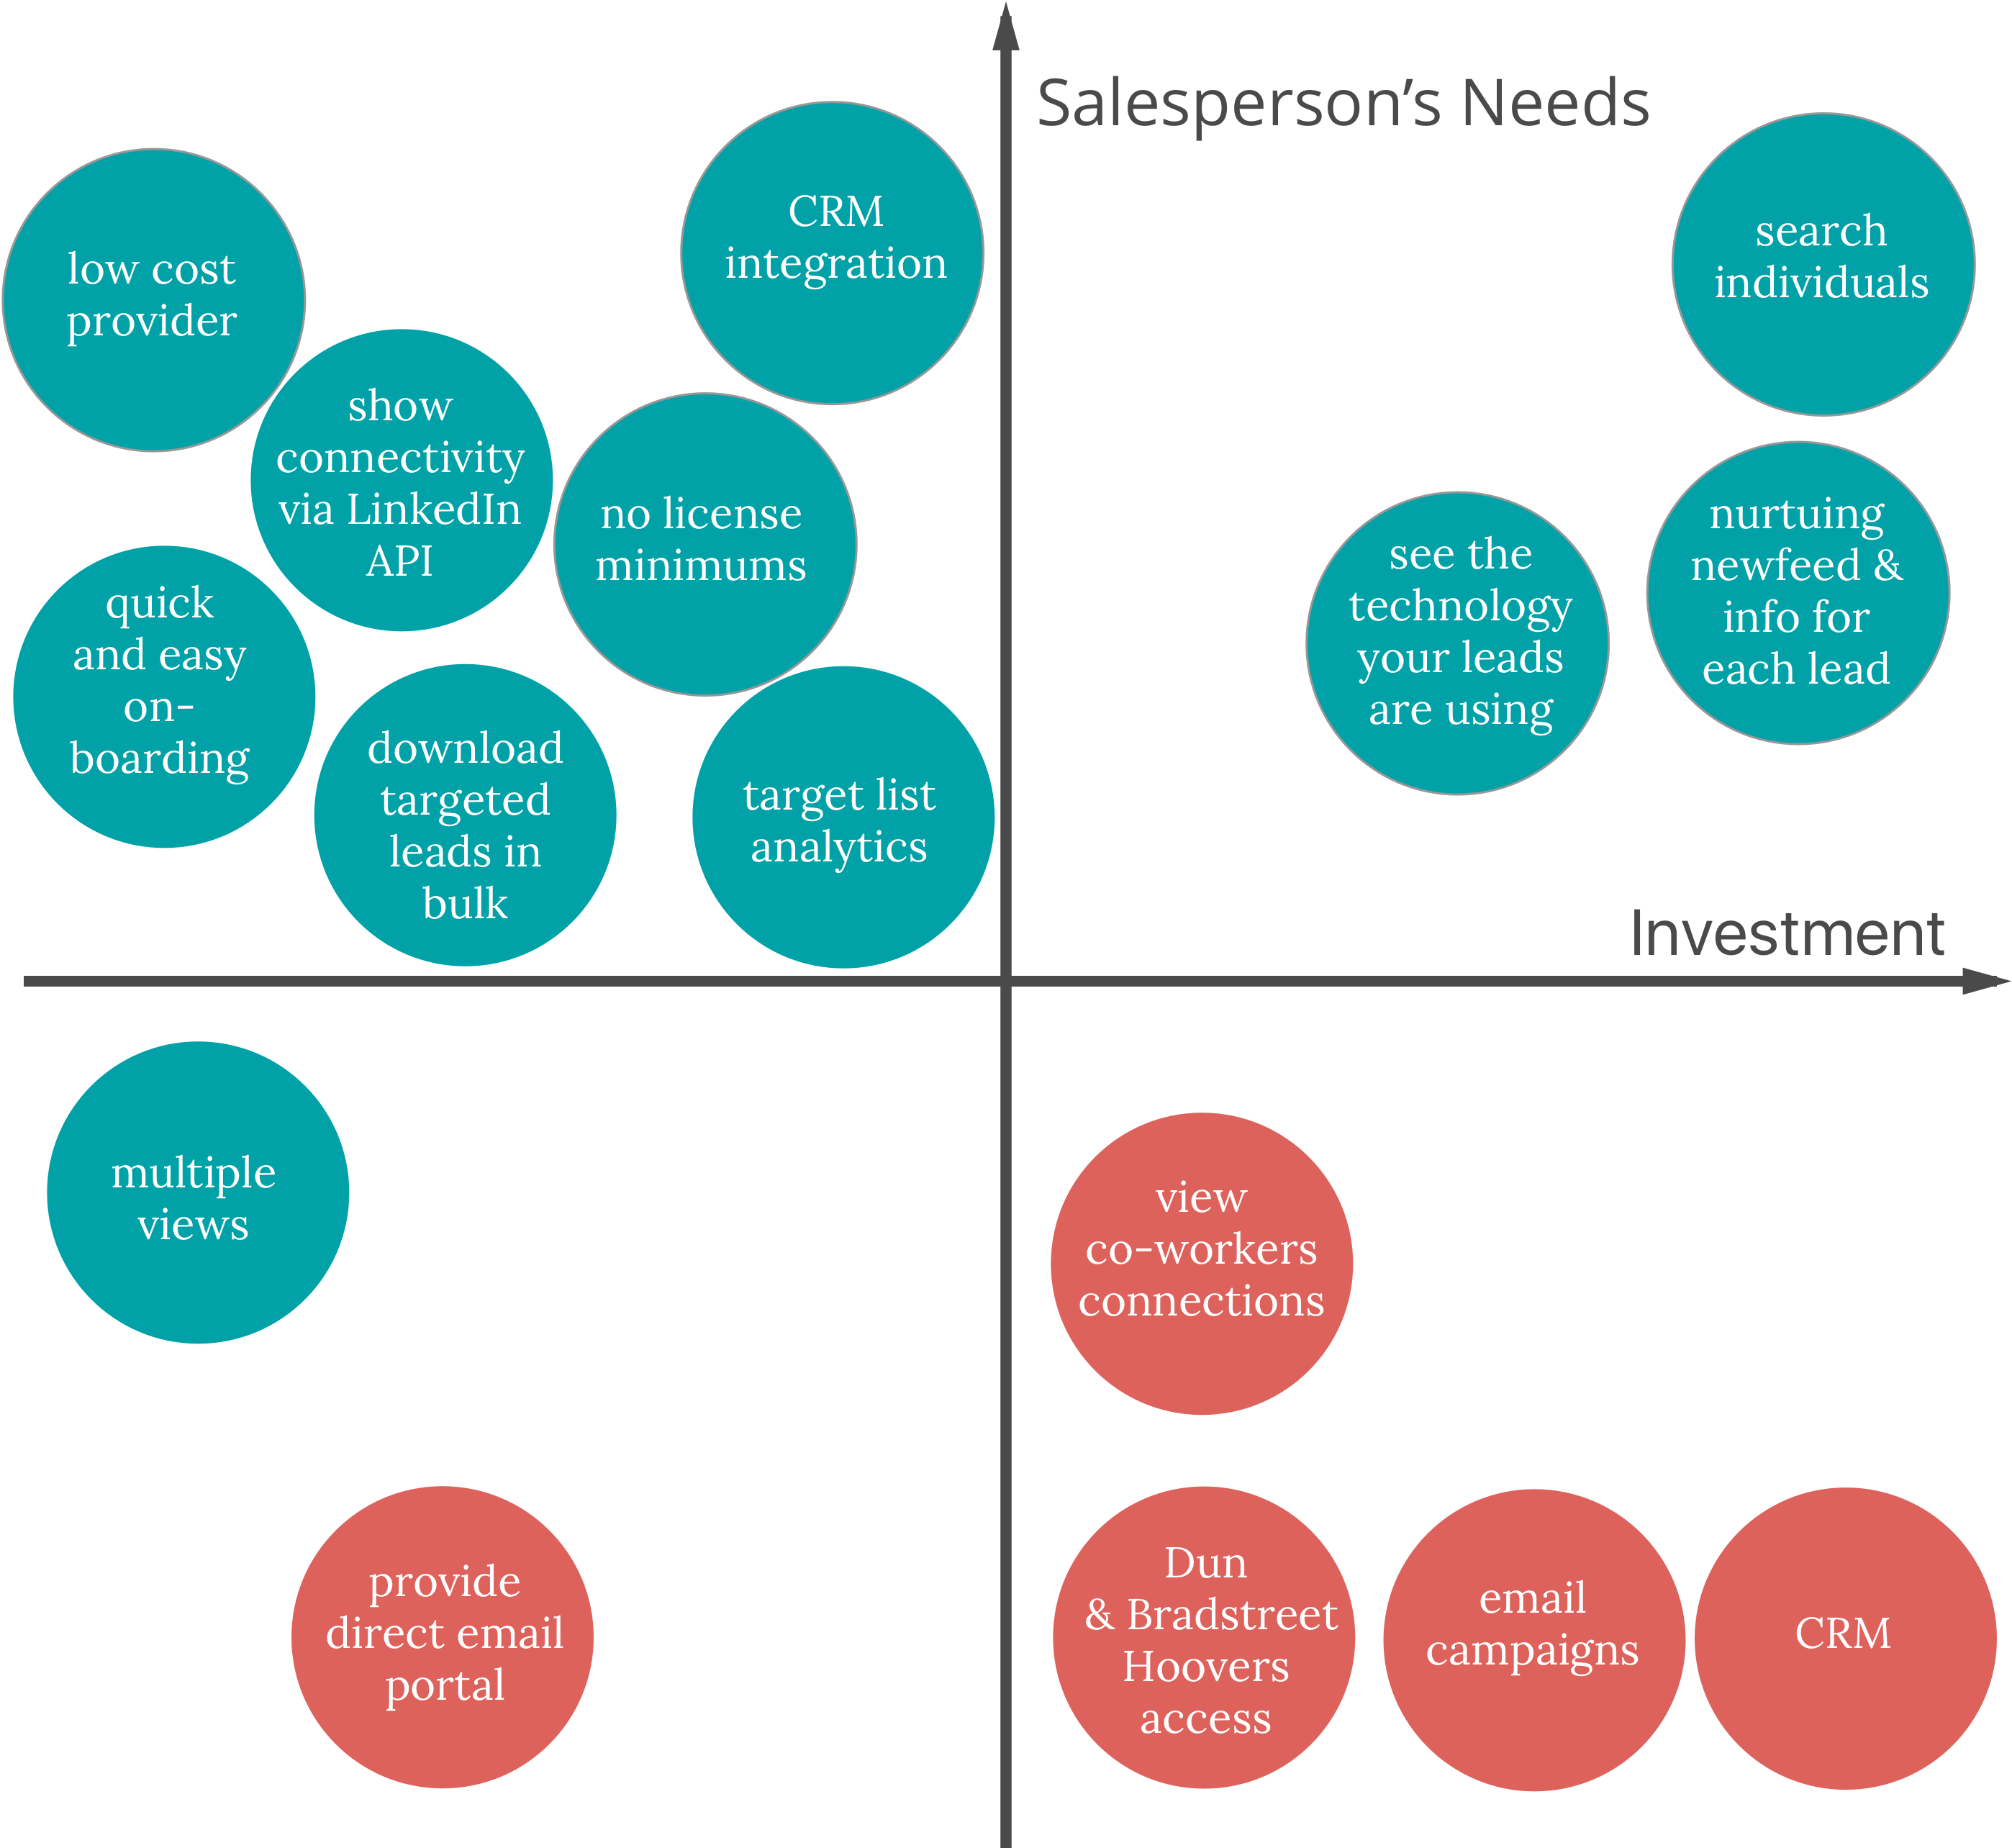 Salesperson's Needs
CRM
integration
search
individuals
low cost
provider
show
connectivity
via LinkedIn
API
no license
minimums
nurtuing
newfeed &
info for
each lead
see the
technology
your leads
are using
quick
and easy
on-
boarding
download
targeted
leads in
bulk
target list
analytics
Investment
multiple
views
view
co-workers
connections
provide
direct email
portal
Dun
& Bradstreet
Hoovers
access
email
campaigns
CRM